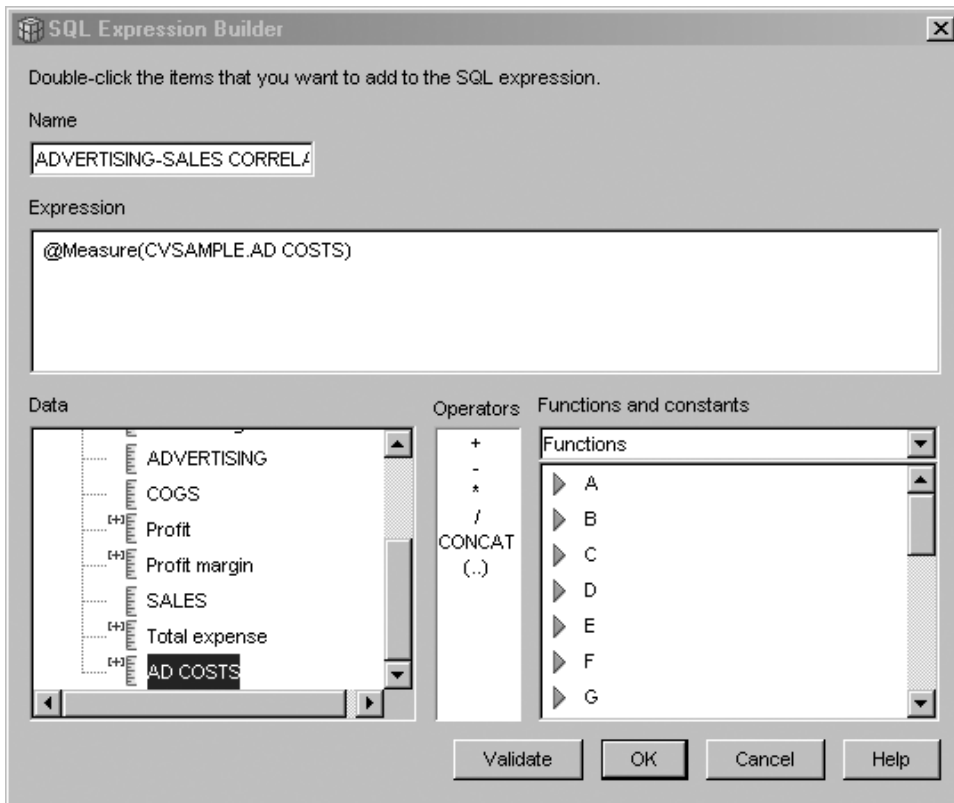 SQL Expression Builder
Double-click the items that you want to add to the SQL expression.
Name
ADVERTISING-SALES
Expression
@Measure(CVSAMPLE.AD COSTS)
Data
Operators
Functions and constants
ADVERTISING
COGS
[+] Profit
[+] Profit margin
SALES
[+] Total expense
[+] AD COSTS
+
-
*
/
CONCAT
(..)
Functions
A
B
C
D
E
F
G
Validate
OK
Cancel
Help